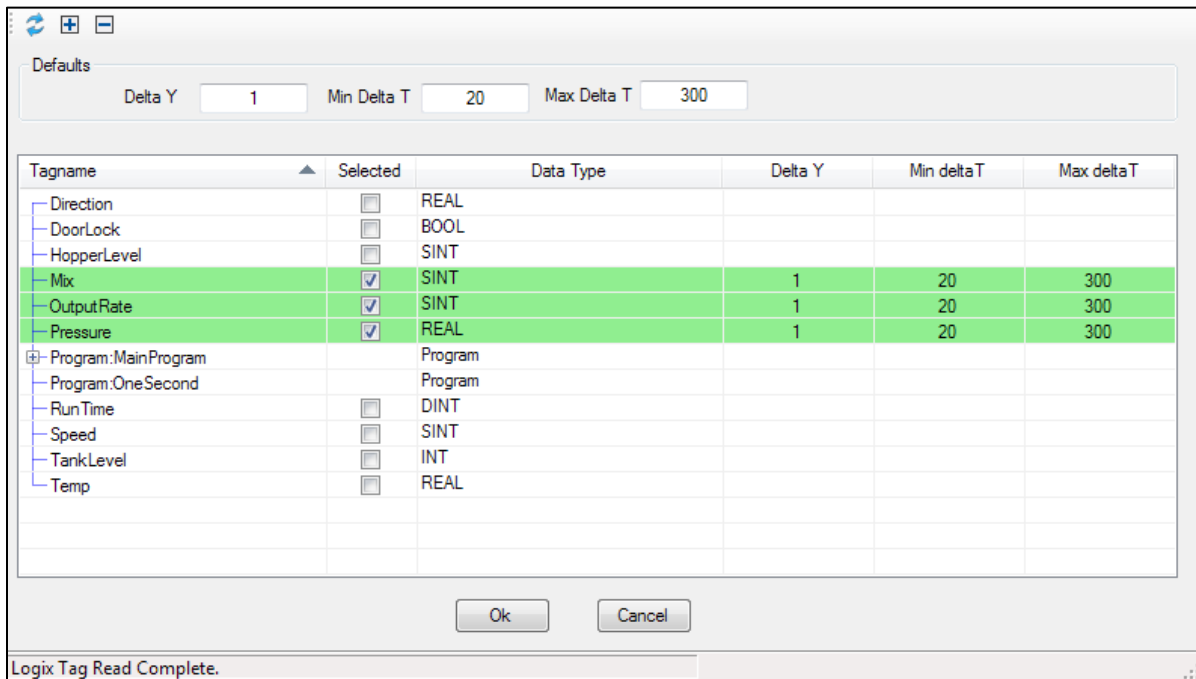 Defaults
Delta Y 1 Min Delta T 20 Max Delta T 300
Tagname Selected Data Type Delta Y Min deltaT Max deltaT
Direction REAL
DoorLock BOOL
HopperLevel SINT
Mix SINT 1 20 300
OutputRate SINT 1 20 300
Pressure REAL 1 20 300
Program:MainProgram Program
Program:OneSecond Program
RunTime DINT
Speed SINT
TankLevel INT
Temp REAL
Ok Cancel
Logix Tag Read Complete.